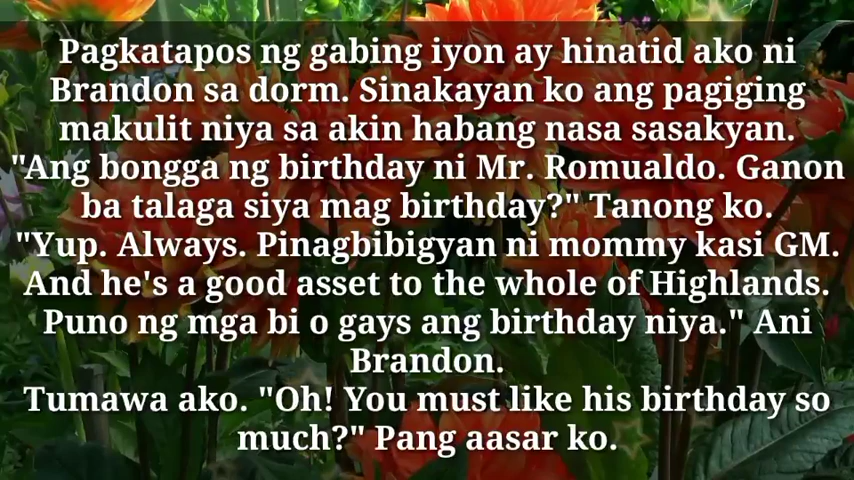 Pagkatapos ng gabing iyon ay hinatid ako ni
Brandon sa dorm. Sinakayan ko ang pagiging
makulit niya sa akin habang nasa sasakyan.
"Ang bongga ng birthday ni Mr. Romualdo. Ganon
ba talaga siya mag birthday?" Tanong ko.
"Yup. Always. Pinagbibigyan ni mommy kasi GM.
And he's a good asset to the whole of Highlands.
Puno ng mga bi o gays ang birthday niya." Ani
Brandon.
Tumawa ako. "Oh! You must like his birthday so
much?" Pang aasar ko.